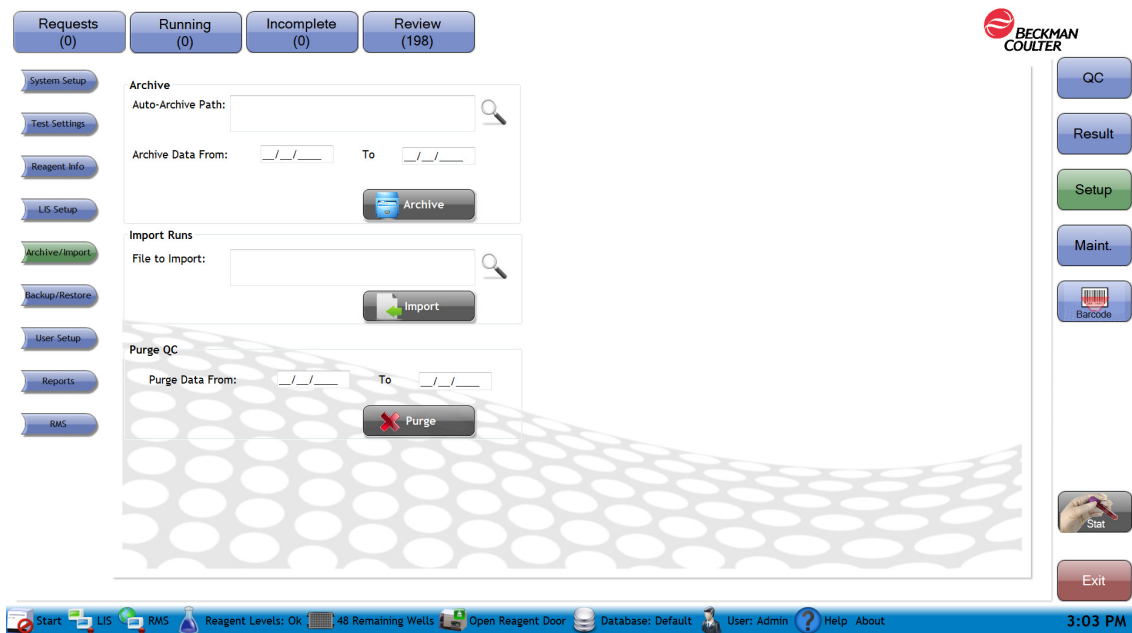 Requests
(0)
Running
(0)
Incomplete
(0)
Review
(198)
BECKMAN
COULTER
System Setup
Test Settings
Reagent Info
LIS Setup
Archive/Import
Backup/Restore
User Setup
Reports
RMS
Archive
Auto-Archive Path:
Archive Data From: __/__/____ To __/__/____
Archive
Import Runs
File to Import:
Import
Purge QC
Purge Data From: __/__/____ To __/__/____
Purge
QC
Result
Setup
Maint.
Barcode
Stat
Exit
Start LIS RMS Reagent Levels: Ok 48 Remaining Wells Open Reagent Door Database: Default User: Admin ? Help About 3:03 PM